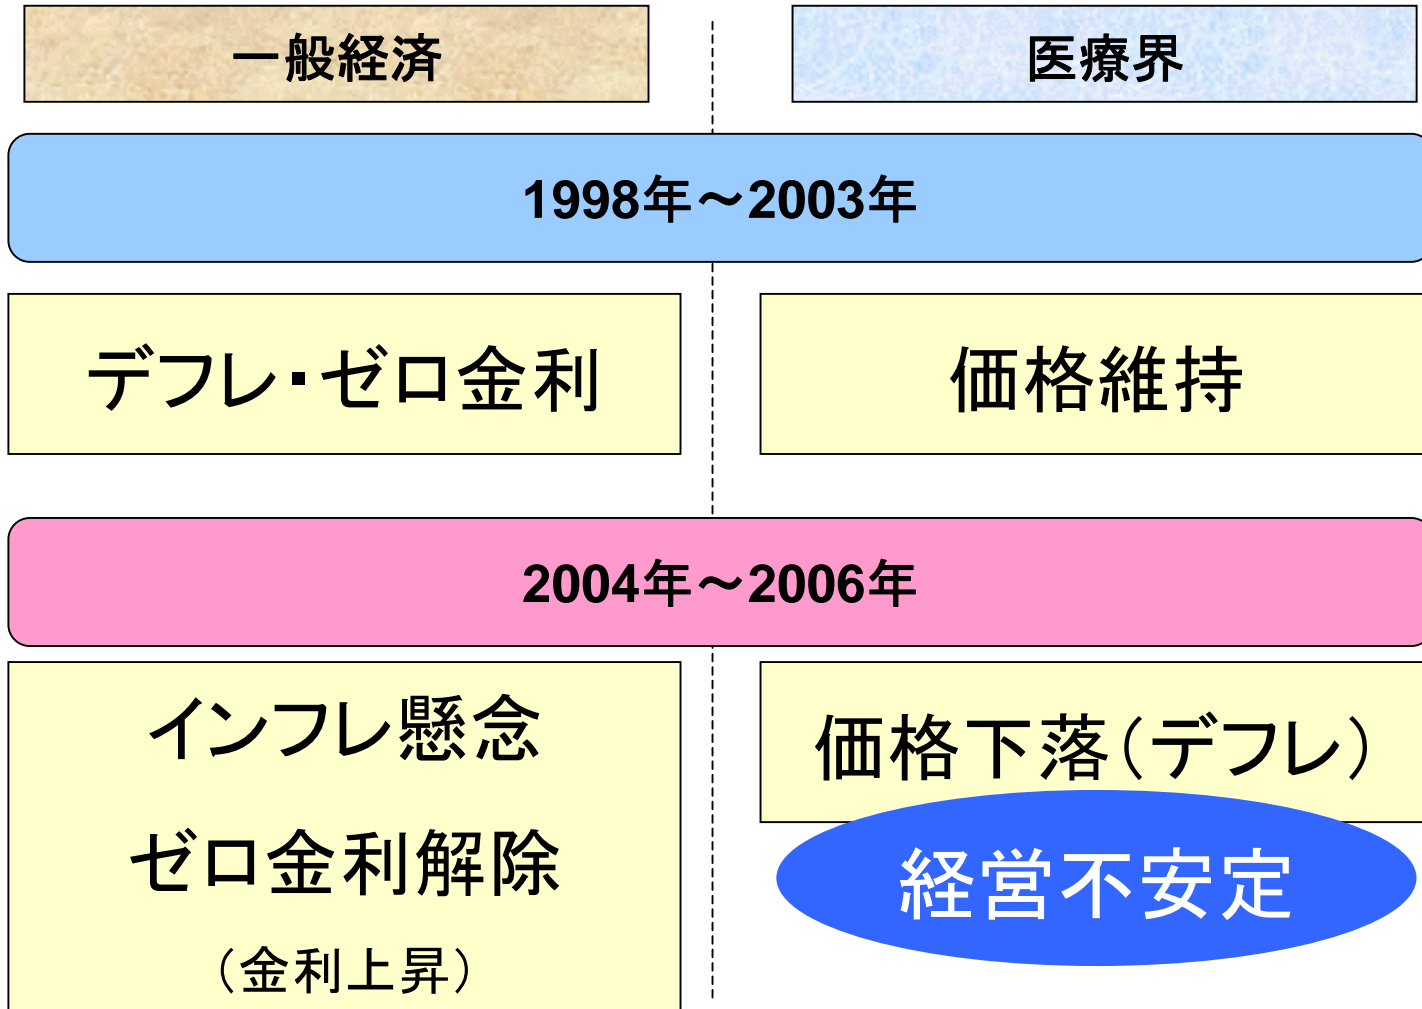 一般経済
医療界
1998年～2003年
デフレ・ゼロ金利
価格維持
2004年～2006年
インフレ懸念
ゼロ金利解除
（金利上昇）
価格下落（デフレ）
経営不安定